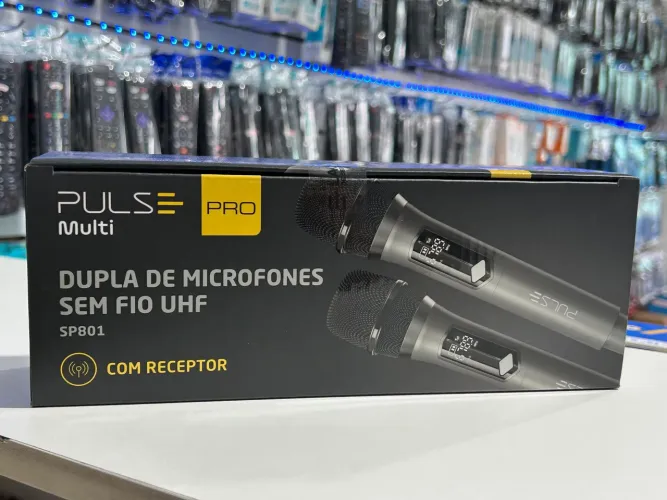 PULSE
Multi
PRO
DUPLA DE MICROFONES
SEM FIO UHF
SP801
COM RECEPTOR
PULSE